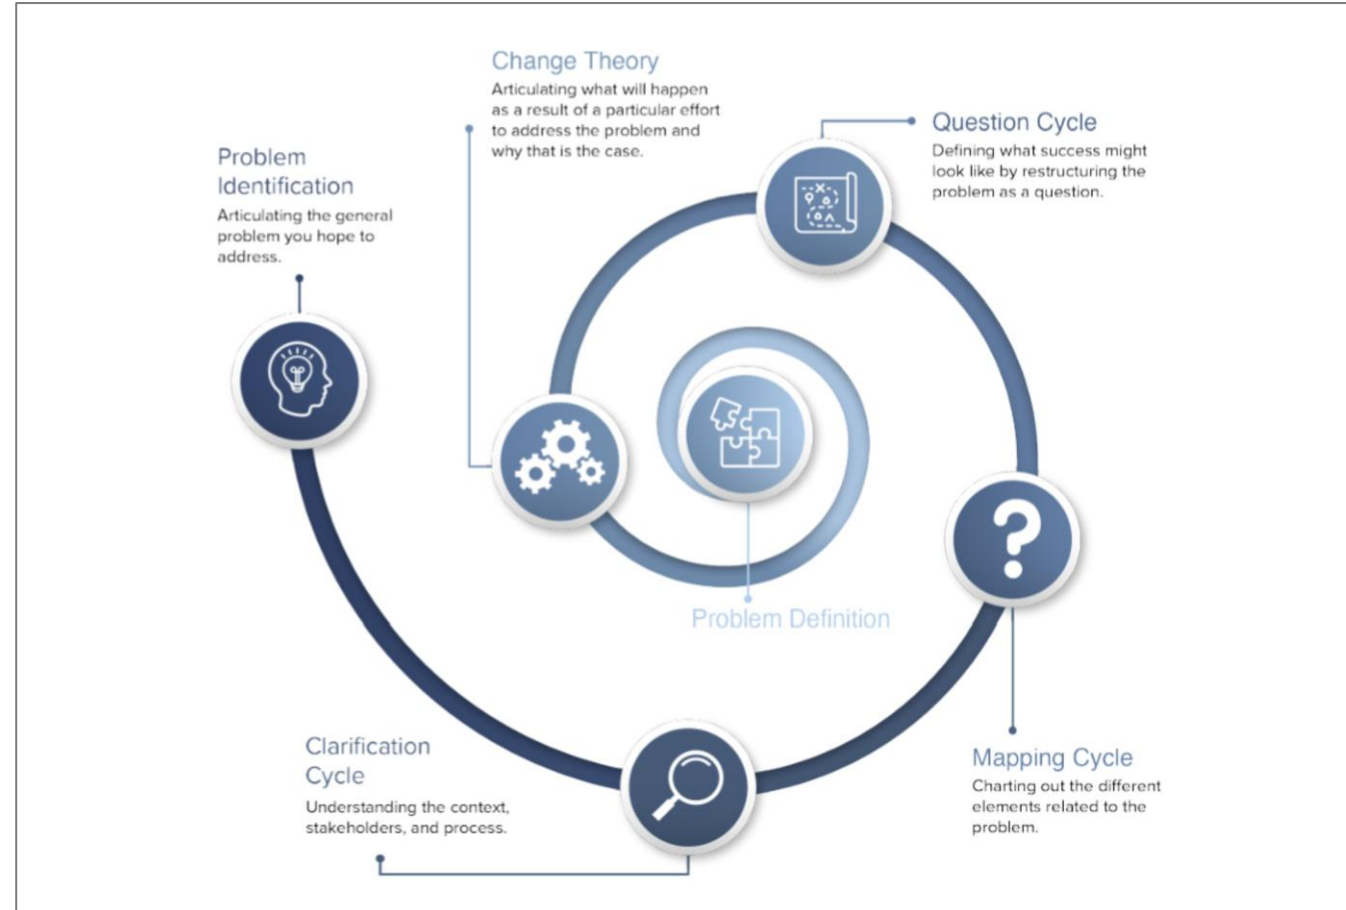 Change Theory
Articulating what will happen
as a result of a particular effort
to address the problem and
why that is the case.
Question Cycle
Defining what success might
look like by restructuring the
problem as a question.
Problem
Identification
Articulating the general
problem you hope to
address.
Problem Definition
Clarification
Cycle
Understanding the context,
stakeholders, and process.
Mapping Cycle
Charting out the different
elements related to the
problem.